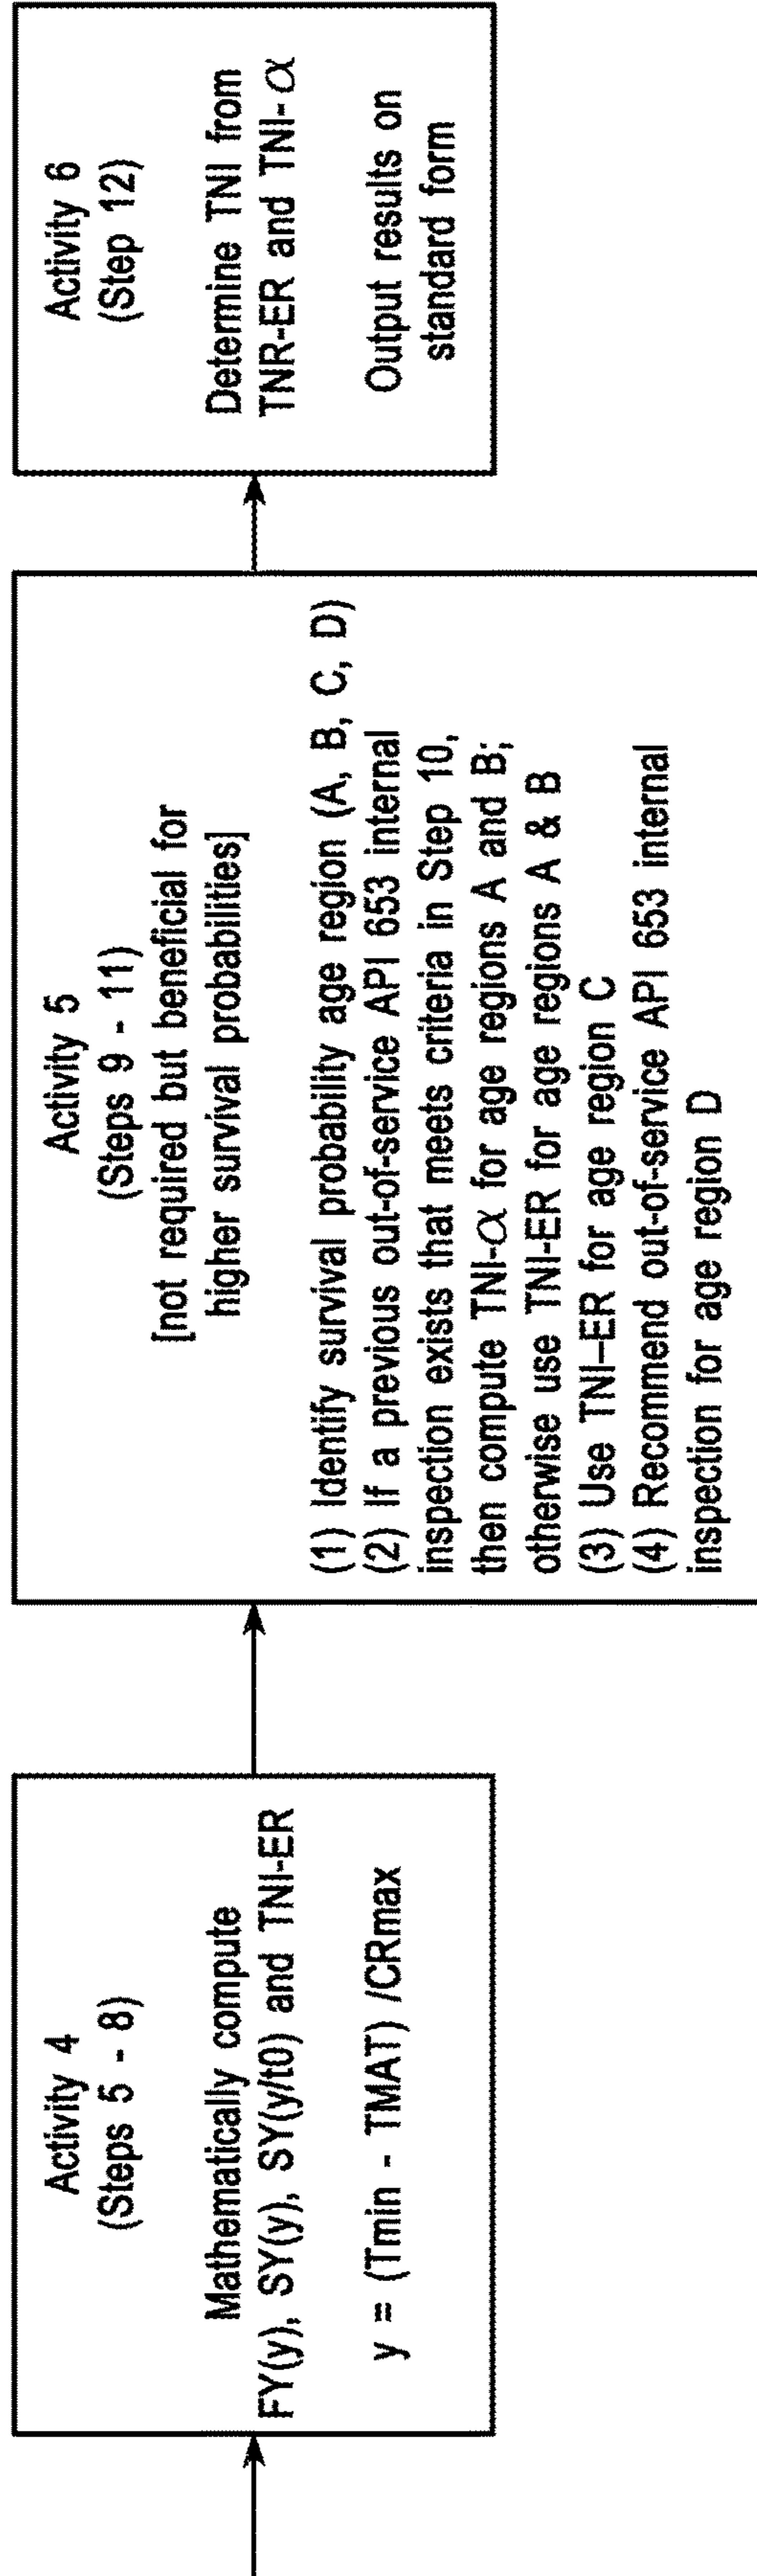 Activity 4
(Steps 5 - 8)
Mathematically compute
FY(y), SY(y), SY(y/t0) and TNI-ER
y = (Tmin - TMAT) /CRmax
Activity 5
(Steps 9 - 11)
[not required but beneficial for
higher survival probabilities]
(1) Identify survival probability age region (A, B, C, D)
(2) If a previous out-of-service API 653 internal
inspection exists that meets criteria in Step 10,
then compute TNI-α for age regions A and B;
otherwise use TNI-ER for age regions A & B
(3) Use TNI–ER for age region C
(4) Recommend out-of-service API 653 internal
inspection for age region D
Activity 6
(Step 12)
Determine TNI from
TNR-ER and TNI-α
Output results on
standard form